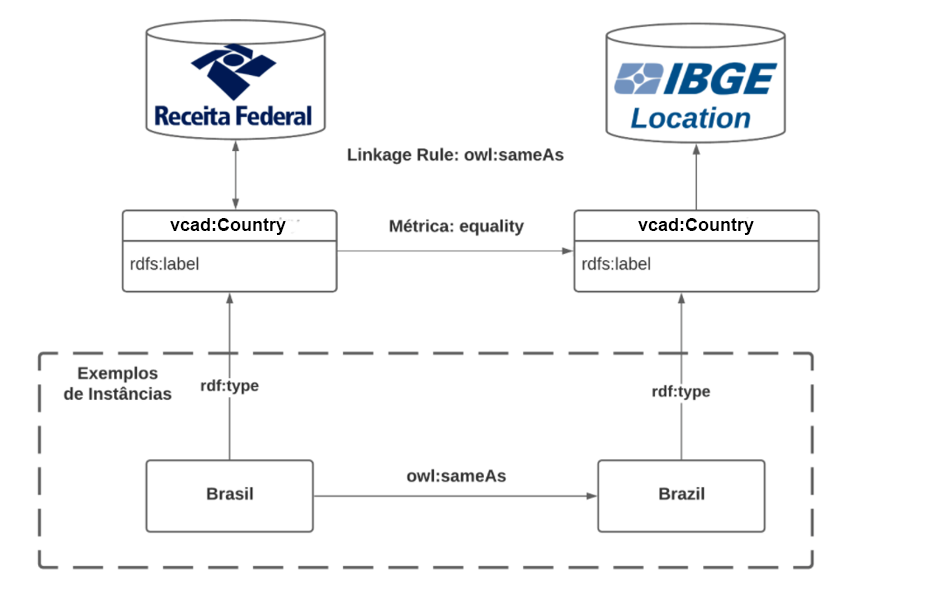 Receita Federal
IBGE
Location
Linkage Rule: owl:sameAs
vcad:Country
Métrica: equality
vcad:Country
rdfs:label
rdfs:label
Exemplos
de Instâncias
rdf:type
rdf:type
Brasil
owl:sameAs
Brazil